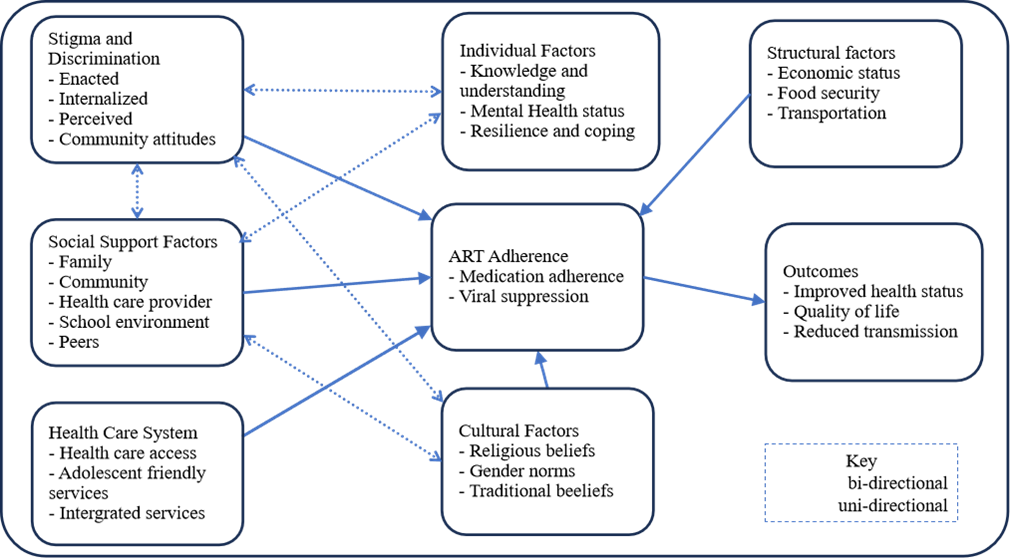 Stigma and
Discrimination
- Enacted
- Internalized
- Perceived
- Community attitudes
Individual Factors
- Knowledge and
understanding
- Mental Health status
- Resilience and coping
Structural factors
- Economic status
- Food security
- Transportation
Social Support Factors
- Family
- Community
- Health care provider
- School environment
- Peers
ART Adherence
- Medication adherence
- Viral suppression
Outcomes
- Improved health status
- Quality of life
- Reduced transmission
Health Care System
- Health care access
- Adolescent friendly
services
- Intergrated services
Cultural Factors
- Religious beliefs
- Gender norms
- Traditional beeliefs
Key
bi-directional
uni-directional